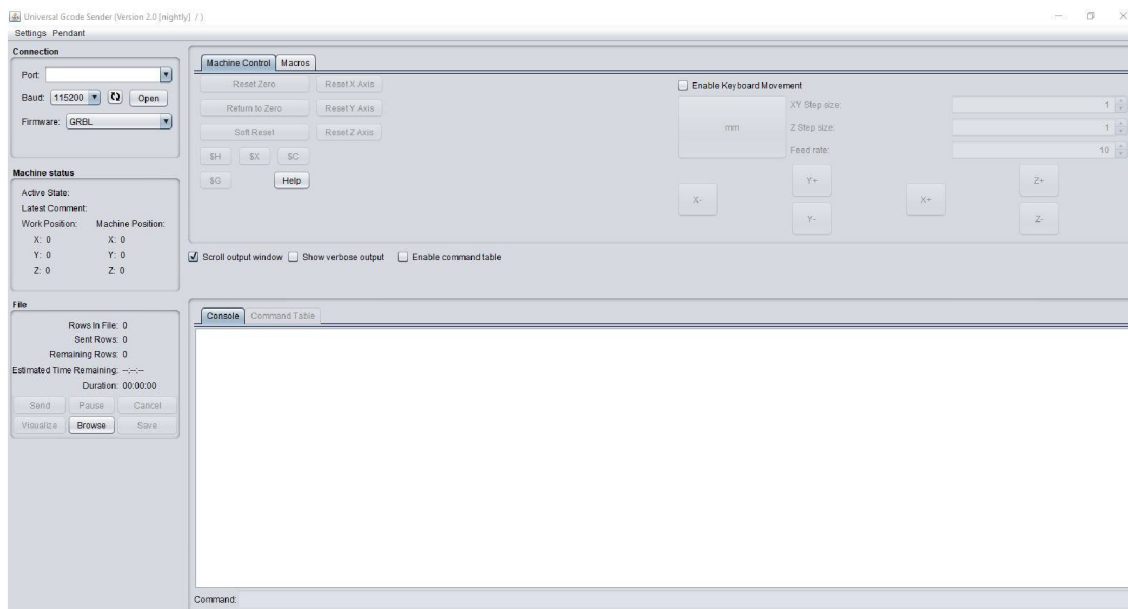 Universal Gcode Sender (Version 2.0 [nightly] / )
Settings Pendant
Connection
Port:
Baud: 115200 Open
Firmware: GRBL
Machine status
Active State:
Latest Comment:
Work Position: Machine Position:
X: 0 X: 0
Y: 0 Y: 0
Z: 0 Z: 0
File
Rows In File: 0
Sent Rows: 0
Remaining Rows: 0
Estimated Time Remaining: --:--:--
Duration: 00:00:00
Send Pause Cancel
Visualize Browse Save
Machine Control Macros
Reset Zero Reset X Axis
Return to Zero Reset Y Axis
Soft Reset Reset Z Axis
$H $X $C
$G Help
Enable Keyboard Movement
mm
XY Step size: 1
Z Step size: 1
Feed rate: 10
X- Y+ Y- X+ Z+ Z-
Scroll output window Show verbose output Enable command table
Console Command Table
Command: